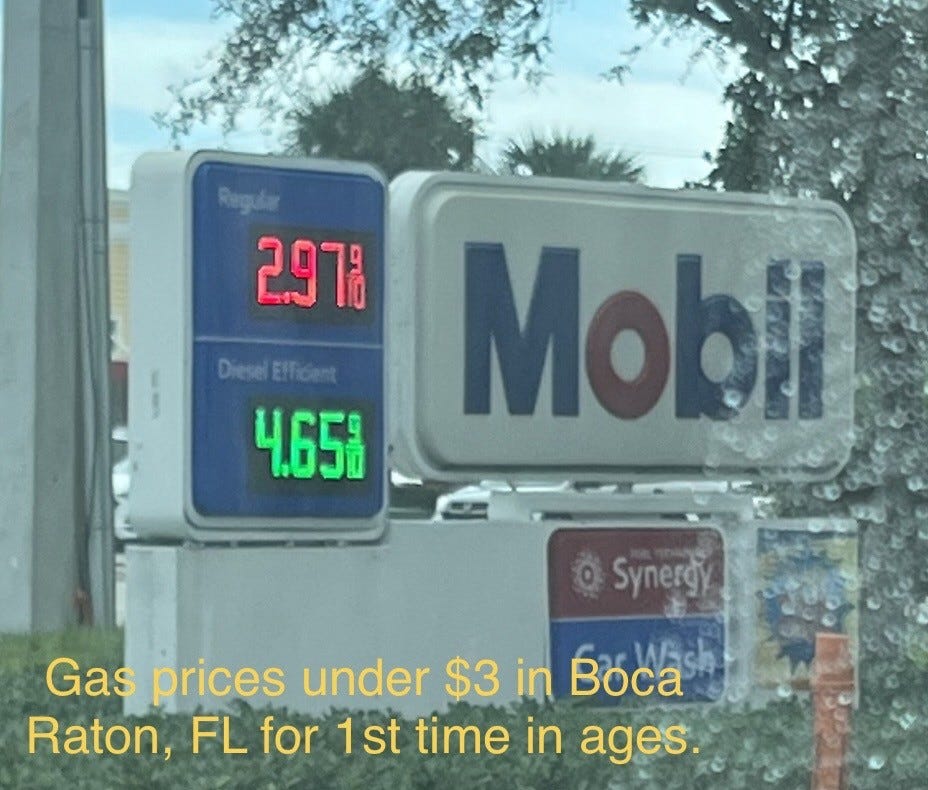 Regular
2.97 9/10
Diesel Efficient
4.65 9/10
Mobil
Synergy
Car Wash
Gas prices under $3 in Boca
Raton, FL for 1st time in ages.